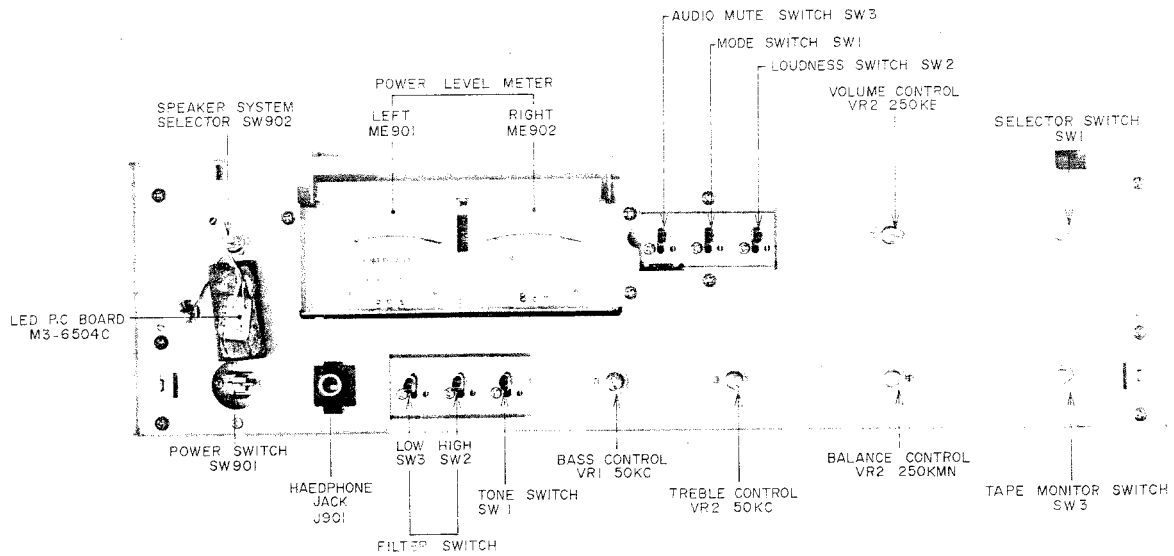 AUDIO MUTE SWITCH SW3
MODE SWITCH SW1
LOUDNESS SWITCH SW2
POWER LEVEL METER
VOLUME CONTROL
VR2 250KB
SPEAKER SYSTEM
SELECTOR SW902
LEFT
ME901
RIGHT
ME902
SELECTOR SWITCH
SW1
LED P.C BOARD
M3-6504C
POWER SWITCH
SW901
HAEDPHONE
JACK
J901
LOW
SW3
HIGH
SW2
FILTER SWITCH
TONE SWITCH
SW1
BASS CONTROL
VR1 50KC
TREBLE CONTROL
VR2 50KC
BALANCE CONTROL
VR2 250KMN
TAPE MONITOR SWITCH
SW3